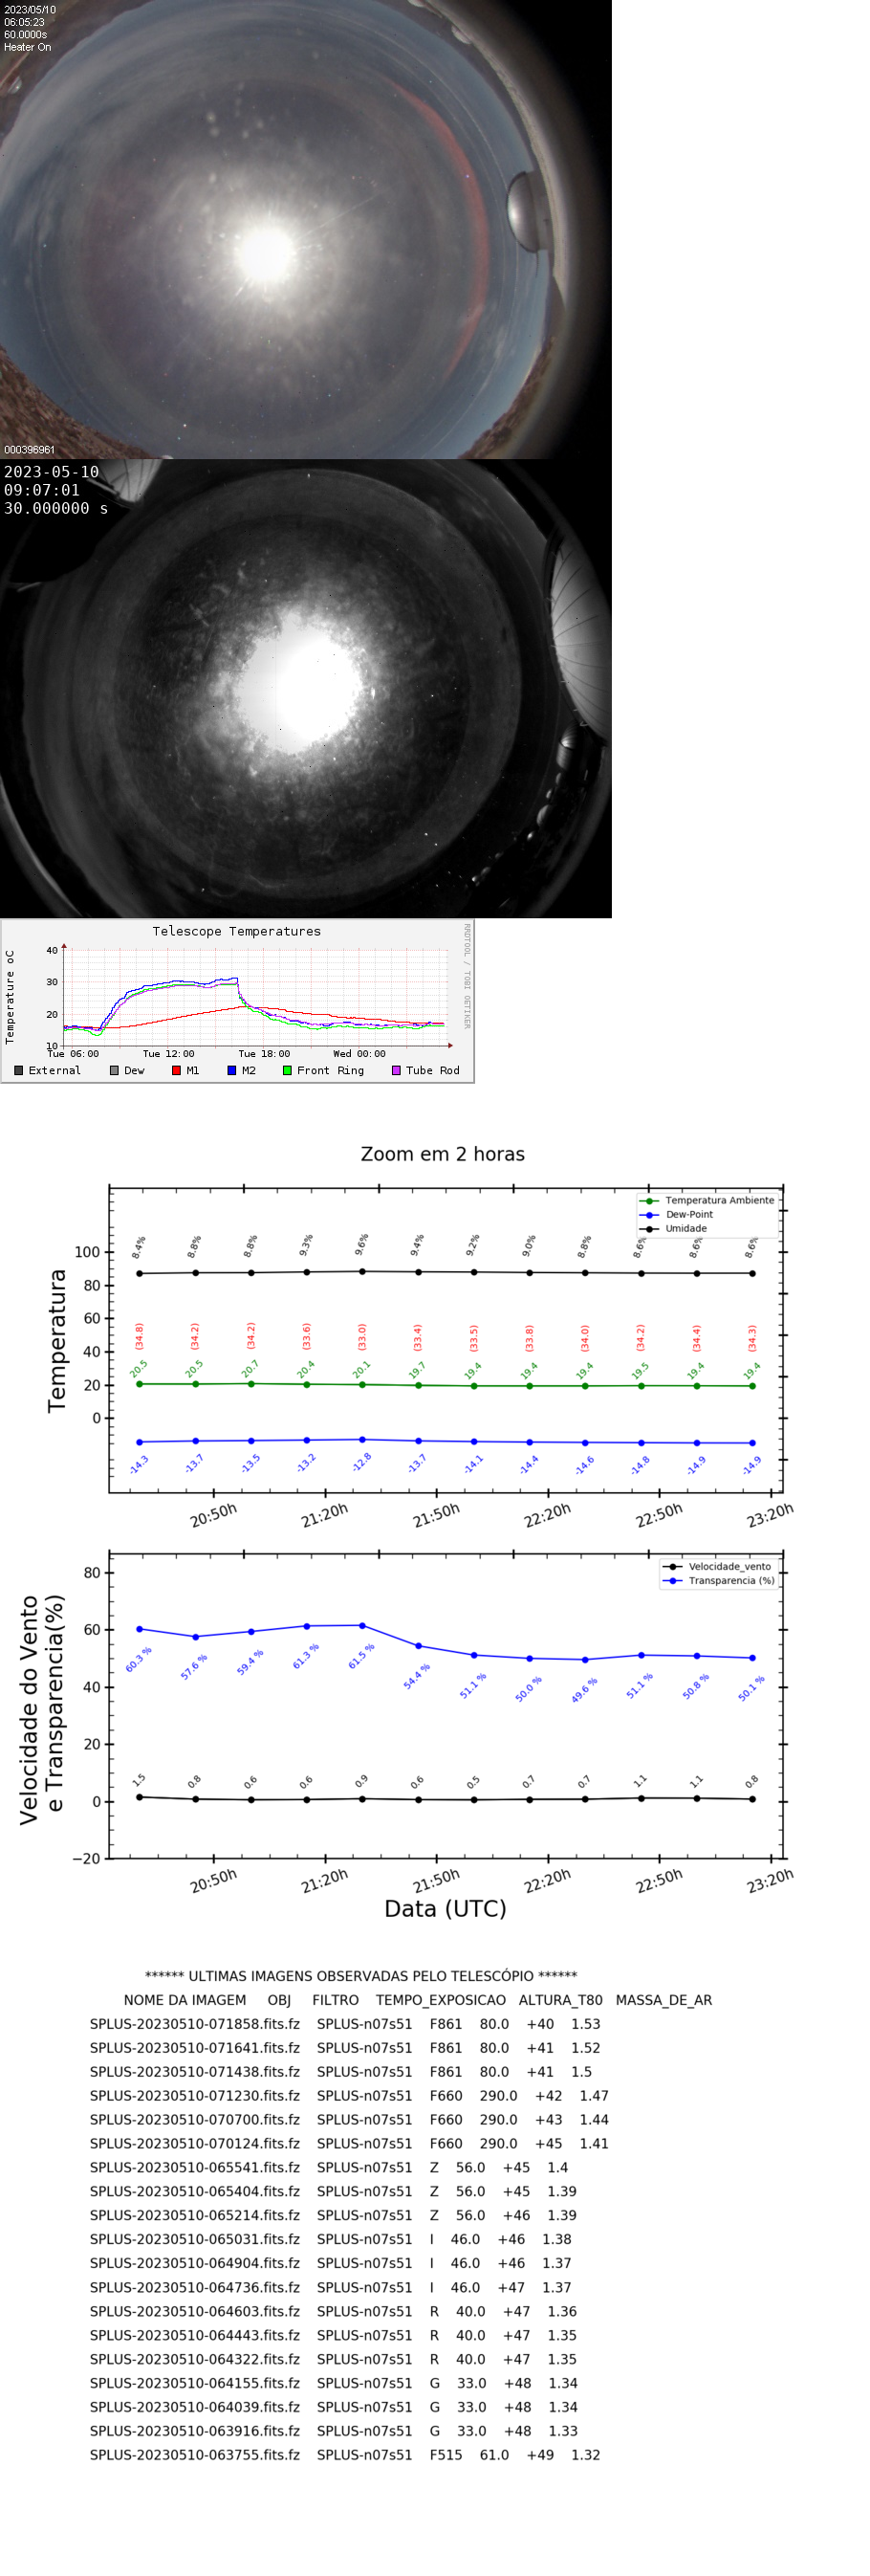 2023/05/10
06:05:23
60.0000s
Heater On
000396961
2023-05-10
09:07:01
30.000000 s
Telescope Temperatures
RRDTOOL / TOBI OETIKER
Temperature oC
40
30
20
10
Tue 06:00 Tue 12:00 Tue 18:00 Wed 00:00
External Dew M1 M2 Front Ring Tube Rod
Zoom em 2 horas
Temperatura Ambiente
Dew-Point
Umidade
Temperatura
100
80
60
40
20
0
8.4% 8.8% 8.8% 9.3% 9.6% 9.4% 9.2% 9.0% 8.8% 8.6% 8.6% 8.6%
(34.8) (34.2) (34.2) (33.6) (33.0) (33.4) (33.5) (33.8) (34.0) (34.2) (34.4) (34.3)
20.5 20.5 20.7 20.4 20.1 19.7 19.4 19.4 19.4 19.5 19.4 19.4
-14.3 -13.7 -13.5 -13.2 -12.8 -13.7 -14.1 -14.4 -14.6 -14.8 -14.9 -14.9
20:50h 21:20h 21:50h 22:20h 22:50h 23:20h
Velocidade_vento
Transparencia (%)
Velocidade do Vento
e Transparencia(%)
80
60
40
20
0
−20
60.3 % 57.6 % 59.4 % 61.3 % 61.5 % 54.4 % 51.1 % 50.0 % 49.6 % 51.1 % 50.8 % 50.1 %
1.5 0.8 0.6 0.6 0.9 0.6 0.5 0.7 0.7 1.1 1.1 0.8
20:50h 21:20h 21:50h 22:20h 22:50h 23:20h
Data (UTC)
****** ULTIMAS IMAGENS OBSERVADAS PELO TELESCÓPIO ******
NOME DA IMAGEM OBJ FILTRO TEMPO_EXPOSICAO ALTURA_T80 MASSA_DE_AR
SPLUS-20230510-071858.fits.fz SPLUS-n07s51 F861 80.0 +40 1.53
SPLUS-20230510-071641.fits.fz SPLUS-n07s51 F861 80.0 +41 1.52
SPLUS-20230510-071438.fits.fz SPLUS-n07s51 F861 80.0 +41 1.5
SPLUS-20230510-071230.fits.fz SPLUS-n07s51 F660 290.0 +42 1.47
SPLUS-20230510-070700.fits.fz SPLUS-n07s51 F660 290.0 +43 1.44
SPLUS-20230510-070124.fits.fz SPLUS-n07s51 F660 290.0 +45 1.41
SPLUS-20230510-065541.fits.fz SPLUS-n07s51 Z 56.0 +45 1.4
SPLUS-20230510-065404.fits.fz SPLUS-n07s51 Z 56.0 +45 1.39
SPLUS-20230510-065214.fits.fz SPLUS-n07s51 Z 56.0 +46 1.39
SPLUS-20230510-065031.fits.fz SPLUS-n07s51 I 46.0 +46 1.38
SPLUS-20230510-064904.fits.fz SPLUS-n07s51 I 46.0 +46 1.37
SPLUS-20230510-064736.fits.fz SPLUS-n07s51 I 46.0 +47 1.37
SPLUS-20230510-064603.fits.fz SPLUS-n07s51 R 40.0 +47 1.36
SPLUS-20230510-064443.fits.fz SPLUS-n07s51 R 40.0 +47 1.35
SPLUS-20230510-064322.fits.fz SPLUS-n07s51 R 40.0 +47 1.35
SPLUS-20230510-064155.fits.fz SPLUS-n07s51 G 33.0 +48 1.34
SPLUS-20230510-064039.fits.fz SPLUS-n07s51 G 33.0 +48 1.34
SPLUS-20230510-063916.fits.fz SPLUS-n07s51 G 33.0 +48 1.33
SPLUS-20230510-063755.fits.fz SPLUS-n07s51 F515 61.0 +49 1.32